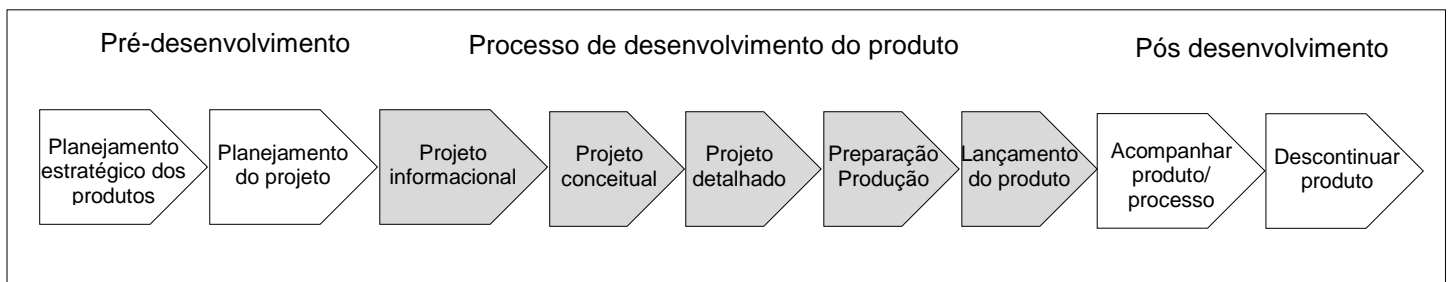 Pré-desenvolvimento
Processo de desenvolvimento do produto
Pós desenvolvimento
Planejamento
estratégico dos
produtos
Planejamento
do projeto
Projeto
informacional
Projeto
conceitual
Projeto
detalhado
Preparação
Produção
Lançamento
do produto
Acompanhar
produto/
processo
Descontinuar
produto